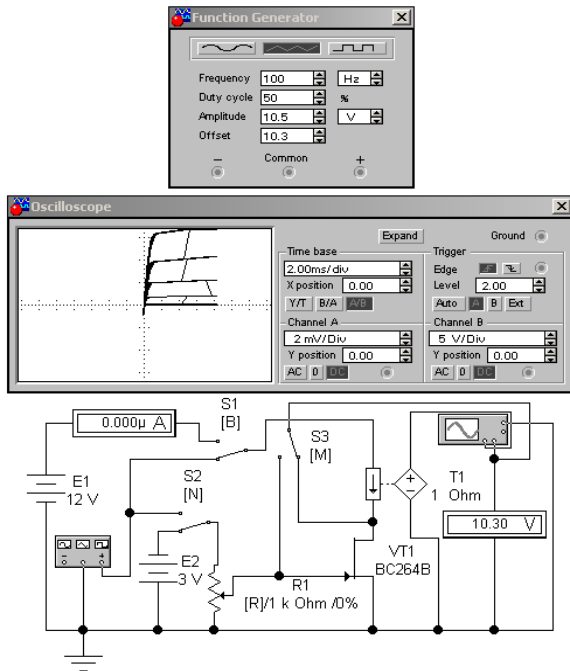 Function Generator
Frequency 100 Hz
Duty cycle 50 %
Amplitude 10.5 V
Offset 10.3
− Common +
Oscilloscope
Expand Ground
Time base Trigger
2.00ms/div Edge
X position 0.00 Level 2.00
Y/T B/A A/B Auto A B Ext
Channel A Channel B
2 mV/Div 5 V/Div
Y position 0.00 Y position 0.00
AC 0 DC AC 0 DC
S1
[B]
0.000µ A
S3
[M]
S2
[N]
E1
12 V
T1
1 Ohm
10.30 V
E2
3 V
VT1
BC264B
R1
[R]/1 k Ohm /0%